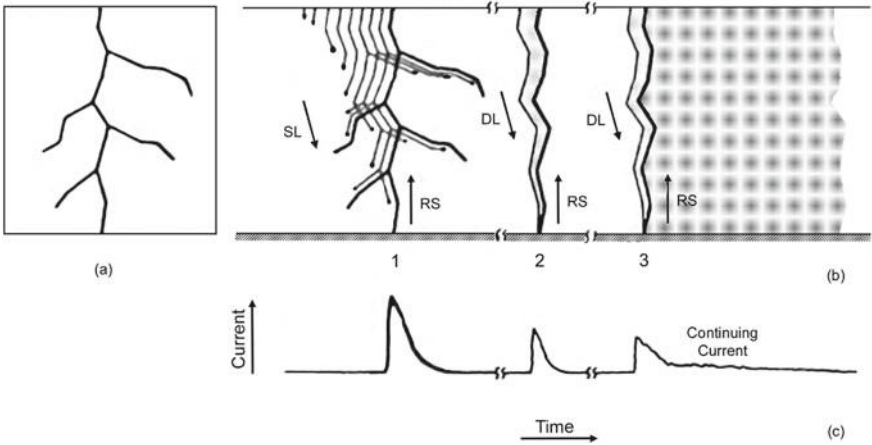 SL
RS
DL
RS
DL
RS
(a)
1
2
3
(b)
Current
Continuing
Current
Time
(c)